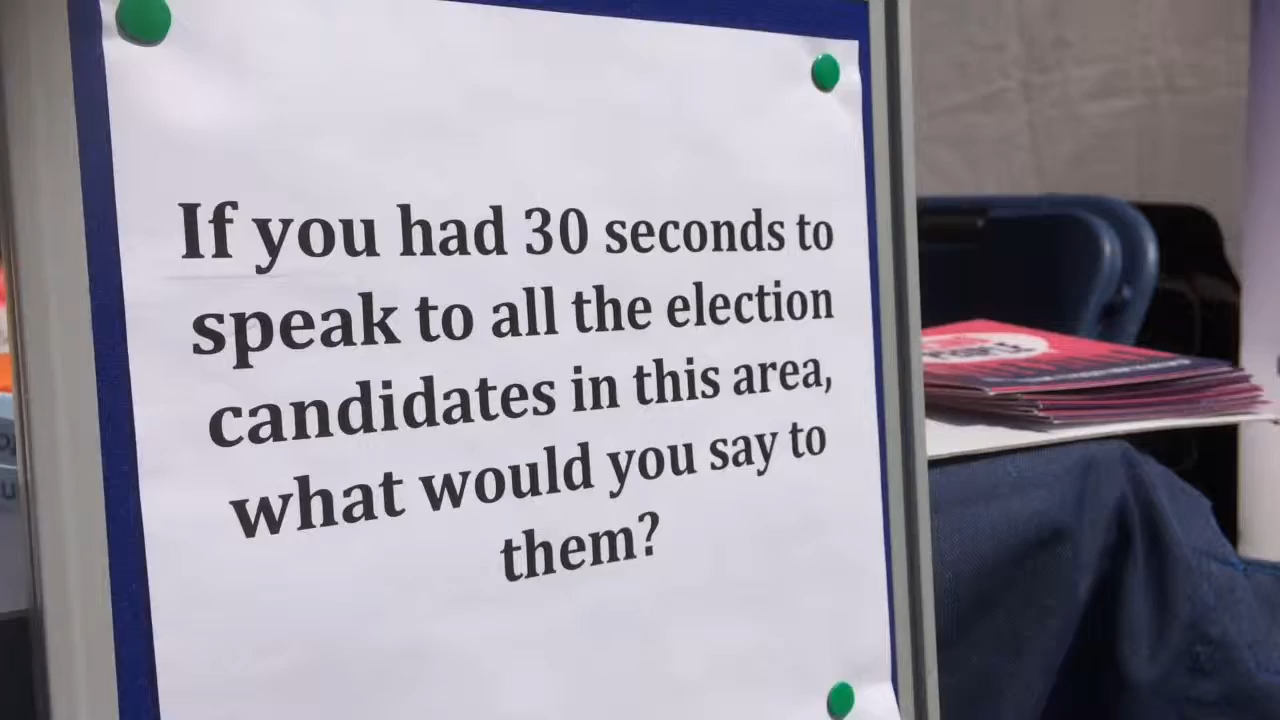 If you had 30 seconds to
speak to all the election
candidates in this area,
what would you say to
them?